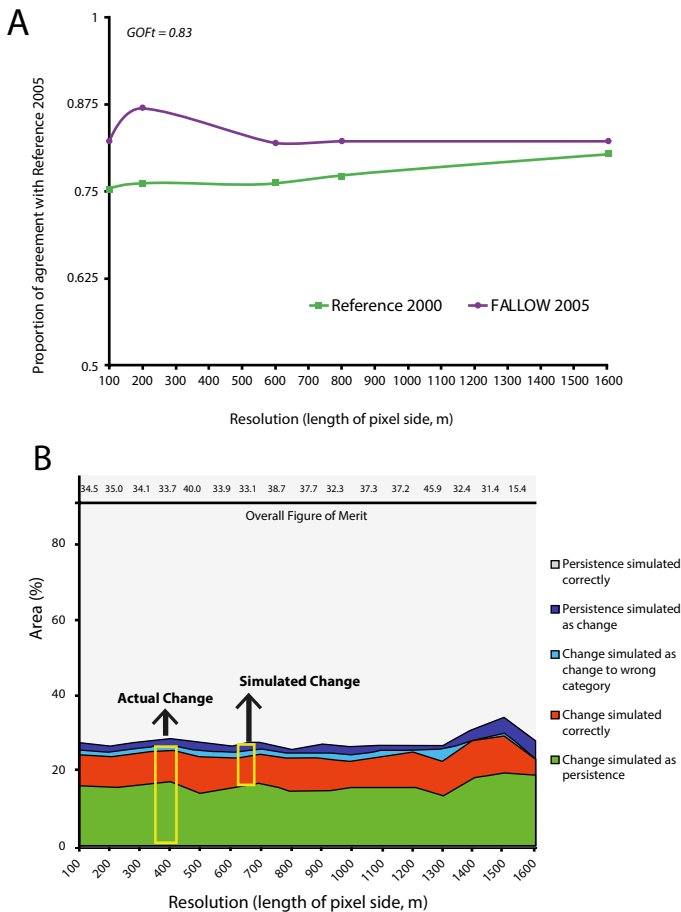 A
GOFt = 0.83
Proportion of agreement with Reference 2005
1
0.875
0.75
0.625
0.5
Reference 2000
FALLOW 2005
100 200 300 400 500 600 700 800 900 1000 1100 1200 1300 1400 1500 1600
Resolution (length of pixel side, m)
B
34.5 35.0 34.1 33.7 40.0 33.9 33.1 38.7 37.7 32.3 37.3 37.2 45.9 32.4 31.4 15.4
Overall Figure of Merit
Area (%)
80
60
40
20
0
Actual Change
Simulated Change
Persistence simulated
correctly
Persistence simulated
as change
Change simulated as
change to wrong
category
Change simulated
correctly
Change simulated as
persistence
100 200 300 400 500 600 700 800 900 1000 1100 1200 1300 1400 1500 1600
Resolution (length of pixel side, m)